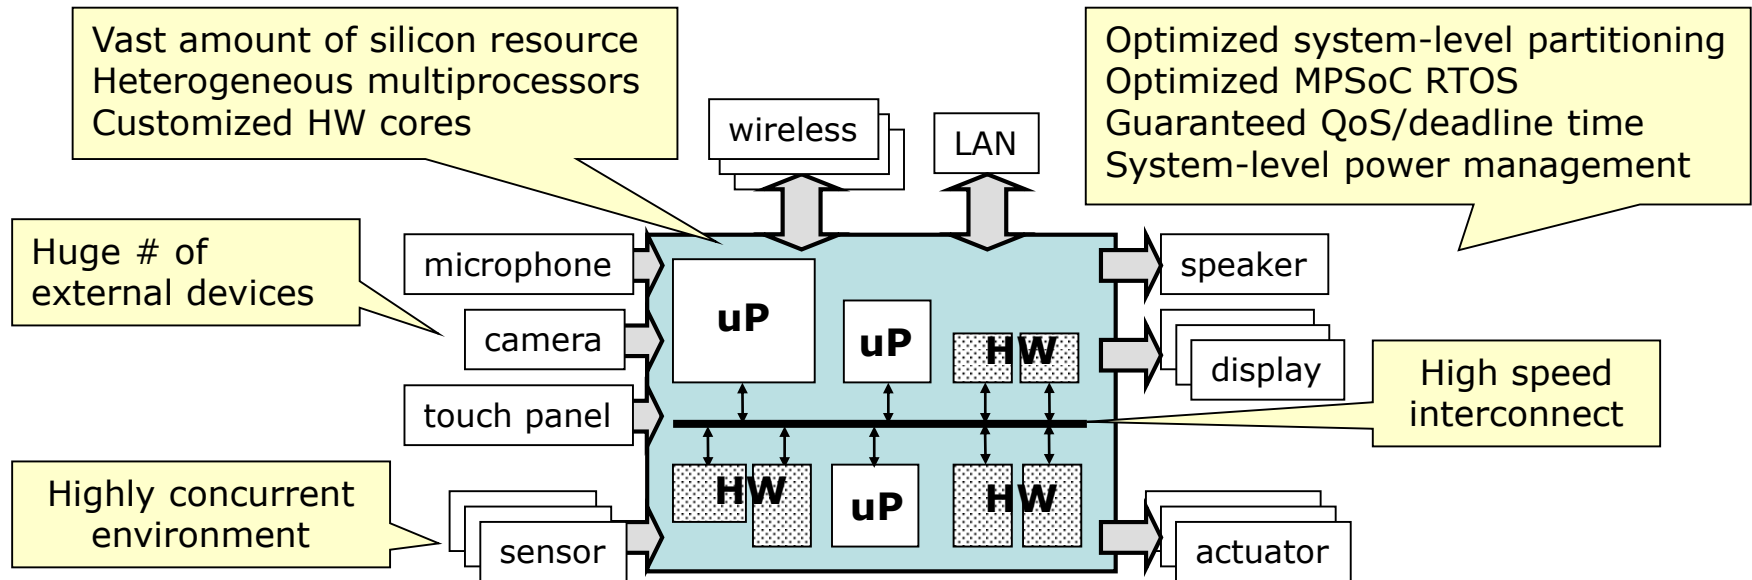 Vast amount of silicon resource
Heterogeneous multiprocessors
Customized HW cores
Optimized system-level partitioning
Optimized MPSoC RTOS
Guaranteed QoS/deadline time
System-level power management
wireless
LAN
Huge # of
external devices
microphone
camera
touch panel
uP
uP
HW
speaker
display
High speed
interconnect
Highly concurrent
environment
sensor
HW
uP
HW
actuator